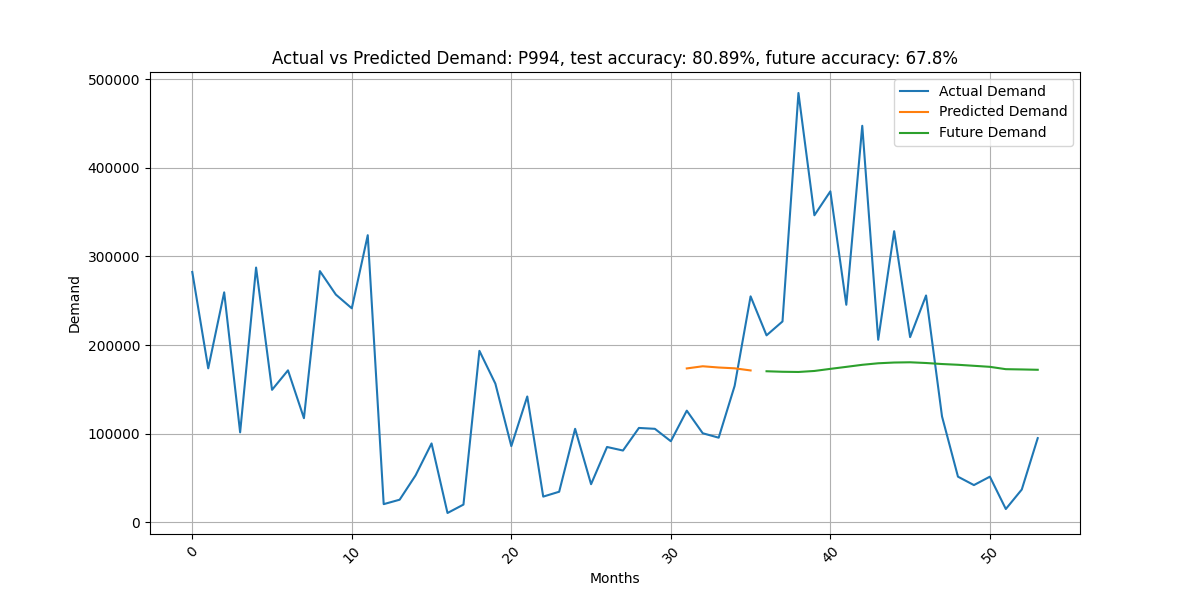 Actual vs Predicted Demand: P994, test accuracy: 80.89%, future accuracy: 67.8%
Actual Demand
Predicted Demand
Future Demand
500000
400000
300000
200000
100000
0
Demand
0
10
20
30
40
50
Months